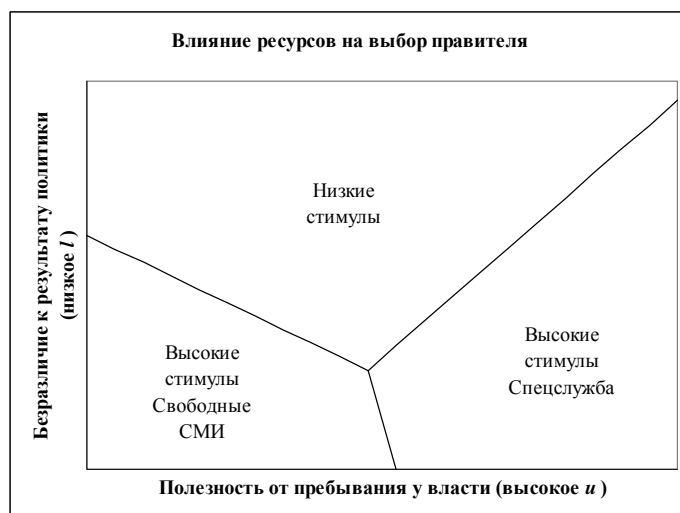 Влияние ресурсов на выбор правителя
Безразличие к результату политики
(низкое l )
Низкие
стимулы
Высокие
стимулы
Свободные
СМИ
Высокие
стимулы
Спецслужба
Полезность от пребывания у власти (высокое u )